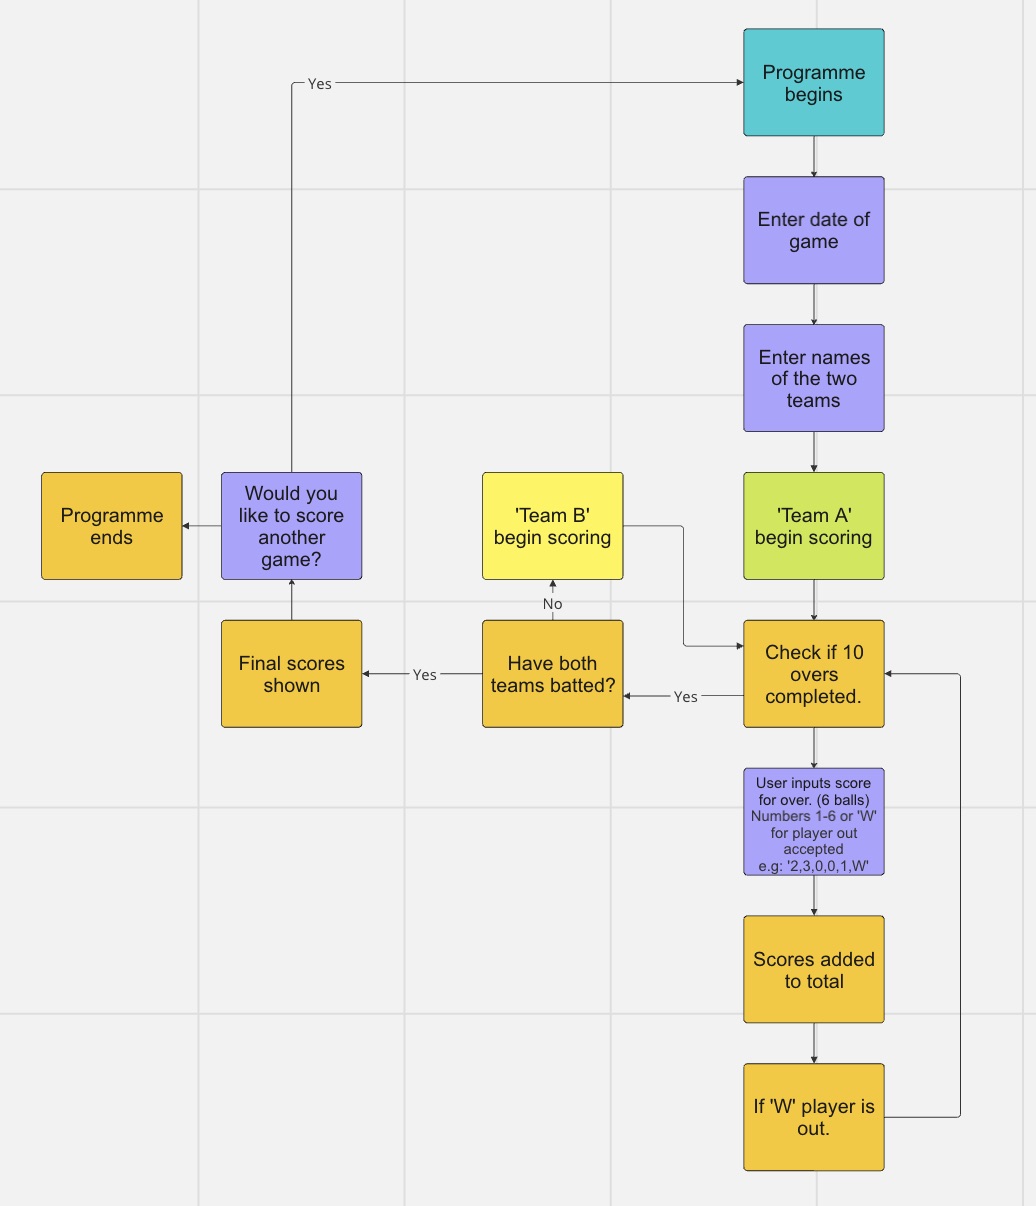 Programme
begins
Yes
Enter date of
game
Enter names
of the two
teams
Programme
ends
Would you
like to score
another
game?
'Team B'
begin scoring
'Team A'
begin scoring
No
Final scores
shown
Yes
Have both
teams batted?
Yes
Check if 10
overs
completed.
User inputs score
for over. (6 balls)
Numbers 1-6 or 'W'
for player out
accepted
e.g: '2,3,0,0,1,W'
Scores added
to total
If 'W' player is
out.